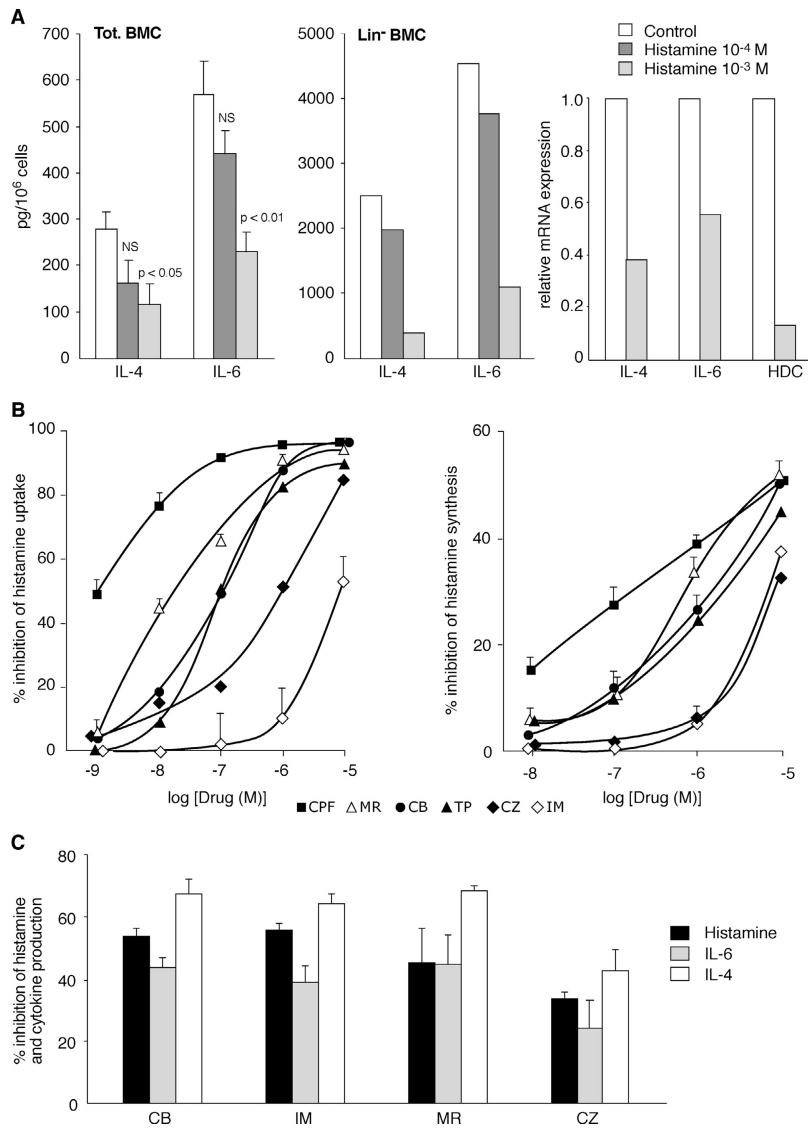 A
Tot. BMC
Lin⁻ BMC
Control
Histamine 10⁻⁴ M
Histamine 10⁻³ M
pg/10⁶ cells
700
600
500
400
300
200
100
0
NS
p < 0.05
NS
p < 0.01
IL-4
IL-6
5000
4000
3000
2000
1000
0
IL-4
IL-6
relative mRNA expression
1.0
0.8
0.6
0.4
0.2
0
IL-4
IL-6
HDC
B
% inhibition of histamine uptake
100
80
60
40
20
0
-9
-8
-7
-6
-5
log [Drug (M)]
% inhibition of histamine synthesis
60
40
20
0
-8
-7
-6
-5
log [Drug (M)]
CPF MR CB TP CZ IM
C
% inhibition of histamine
and cytokine production
80
60
40
20
0
CB
IM
MR
CZ
Histamine
IL-6
IL-4